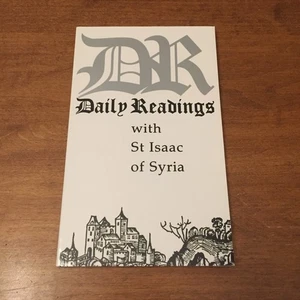 DR
Daily Readings
with
St Isaac
of Syria